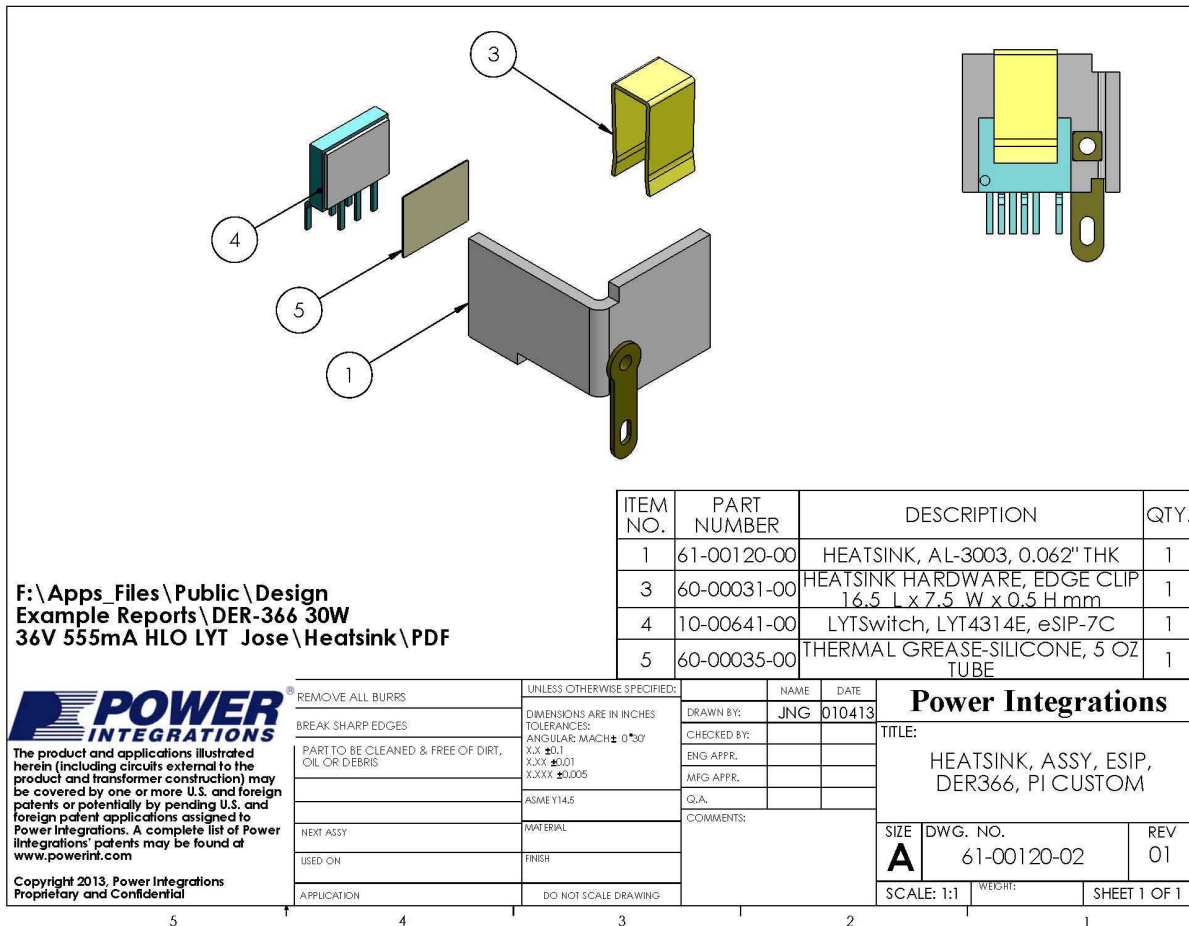 3
4
5
1
ITEM NO.
PART NUMBER
DESCRIPTION
QTY.
1
61-00120-00
HEATSINK, AL-3003, 0.062" THK
1
3
60-00031-00
HEATSINK HARDWARE, EDGE CLIP
16.5 L x 7.5 W x 0.5 H mm
1
4
10-00641-00
LYTSwitch, LYT4314E, eSIP-7C
1
5
60-00035-00
THERMAL GREASE-SILICONE, 5 OZ
TUBE
1
F:\Apps_Files\Public\Design
Example Reports\DER-366 30W
36V 555mA HLO LYT Jose\Heatsink\PDF
POWER
INTEGRATIONS®
The product and applications illustrated
herein (including circuits external to the
product and transformer construction) may
be covered by one or more U.S. and foreign
patents or potentially by pending U.S. and
foreign patent applications assigned to
Power Integrations. A complete list of Power
iIntegrations' patents may be found at
www.powerint.com
Copyright 2013, Power Integrations
Proprietary and Confidential
REMOVE ALL BURRS
BREAK SHARP EDGES
PART TO BE CLEANED & FREE OF DIRT,
OIL OR DEBRIS
NEXT ASSY
USED ON
APPLICATION
UNLESS OTHERWISE SPECIFIED:
DIMENSIONS ARE IN INCHES
TOLERANCES:
ANGULAR: MACH± 0°30'
X.X ±0.1
X.XX ±0.01
X.XXX ±0.005
ASME Y14.5
MATERIAL
FINISH
DO NOT SCALE DRAWING
NAME
DATE
DRAWN BY:
JNG
010413
CHECKED BY:
ENG APPR.
MFG APPR.
Q.A.
COMMENTS:
Power Integrations
TITLE:
HEATSINK, ASSY, ESIP,
DER366, PI CUSTOM
SIZE
A
DWG. NO.
61-00120-02
REV
01
SCALE: 1:1
WEIGHT:
SHEET 1 OF 1
5
4
3
2
1